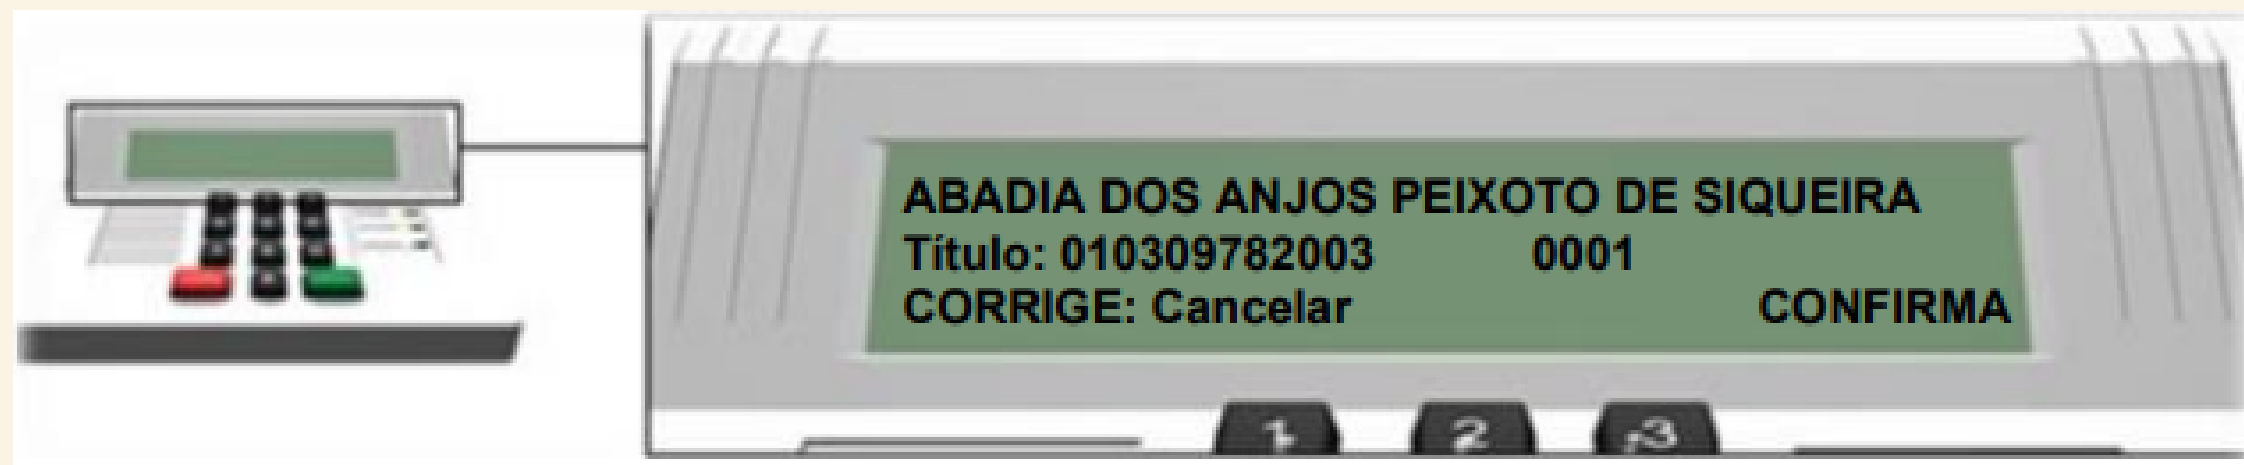 ABADIA DOS ANJOS PEIXOTO DE SIQUEIRA
Título: 010309782003 0001
CORRIGE: Cancelar CONFIRMA
1 2 3